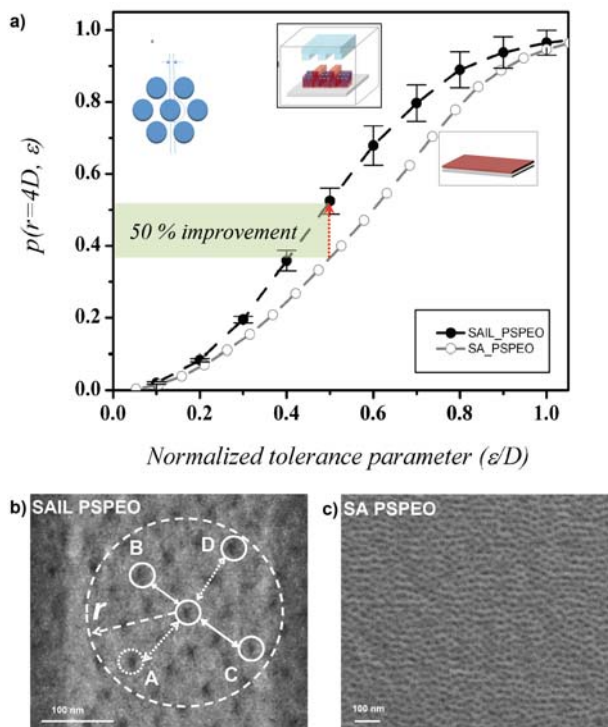 a)
1.0
0.8
0.6
0.4
0.2
0.0
p(r=4D, ε)
50 % improvement
SAIL_PSPEO
SA_PSPEO
0.0 0.2 0.4 0.6 0.8 1.0
Normalized tolerance parameter (ε/D)
b) SAIL PSPEO
B
D
r
A
C
100 nm
c) SA PSPEO
100 nm